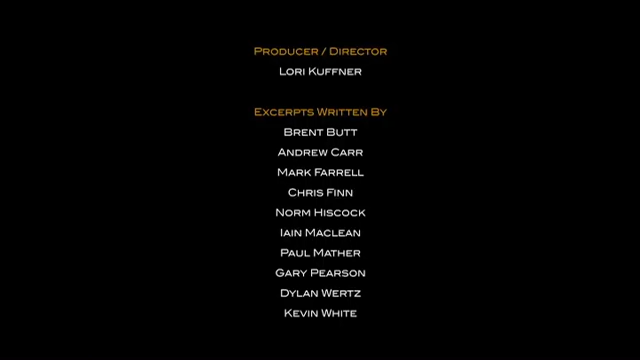 Producer / Director
Lori Kuffner
Excerpts Written By
Brent Butt
Andrew Carr
Mark Farrell
Chris Finn
Norm Hiscock
Iain Maclean
Paul Mather
Gary Pearson
Dylan Wertz
Kevin White